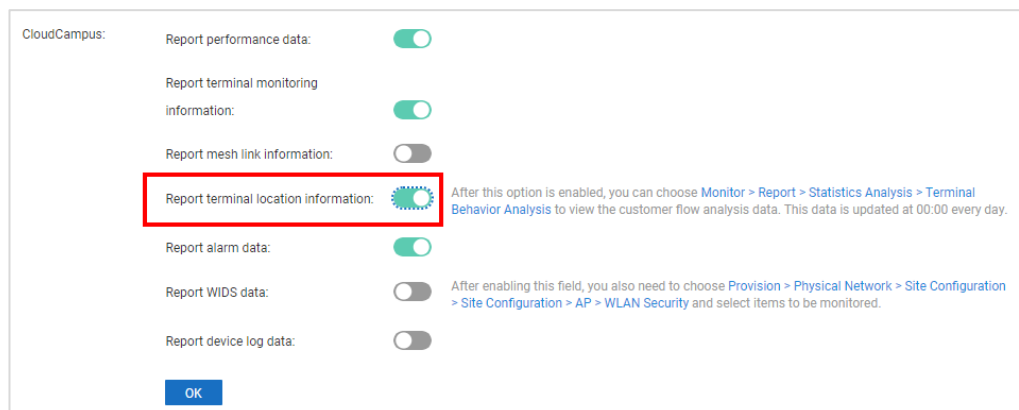 CloudCampus:
Report performance data:
Report terminal monitoring
information:
Report mesh link information:
Report terminal location information:
After this option is enabled, you can choose Monitor > Report > Statistics Analysis > Terminal
Behavior Analysis to view the customer flow analysis data. This data is updated at 00:00 every day.
Report alarm data:
Report WIDS data:
After enabling this field, you also need to choose Provision > Physical Network > Site Configuration
> Site Configuration > AP > WLAN Security and select items to be monitored.
Report device log data:
OK